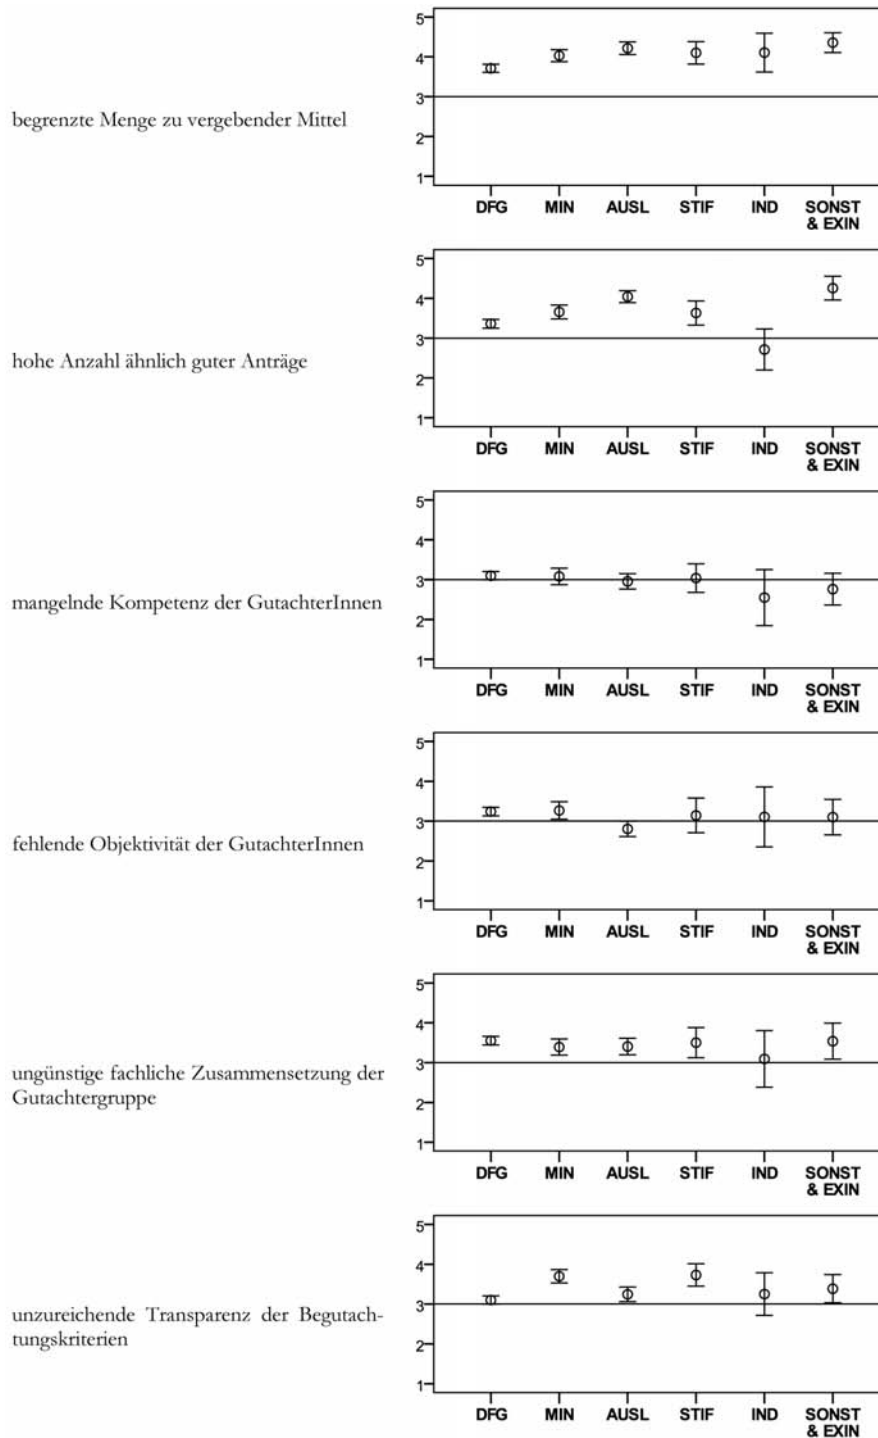 5
4
3
begrenzte Menge zu vergebender Mittel
2
1
DFG MIN AUSL STIF IND SONST
& EXIN
5
4
3
hohe Anzahl ähnlich guter Anträge
2
1
DFG MIN AUSL STIF IND SONST
& EXIN
5
4
3
mangelnde Kompetenz der GutachterInnen
2
1
DFG MIN AUSL STIF IND SONST
& EXIN
5
4
3
fehlende Objektivität der GutachterInnen
2
1
DFG MIN AUSL STIF IND SONST
& EXIN
5
4
3
ungünstige fachliche Zusammensetzung der
Gutachtergruppe
2
1
DFG MIN AUSL STIF IND SONST
& EXIN
5
4
3
unzureichende Transparenz der Begutach-
tungskriterien
2
1
DFG MIN AUSL STIF IND SONST
& EXIN